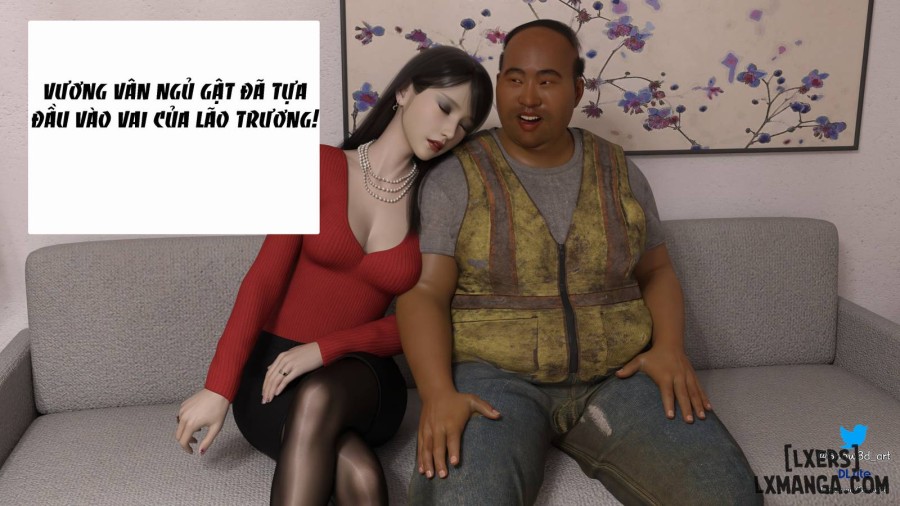 VƯƠNG VÂN NGỦ GẬT ĐÃ TỰA
ĐẦU VÀO VAI CỦA LÃO TRƯƠNG!
[LXERS]
LXMANGA.COM